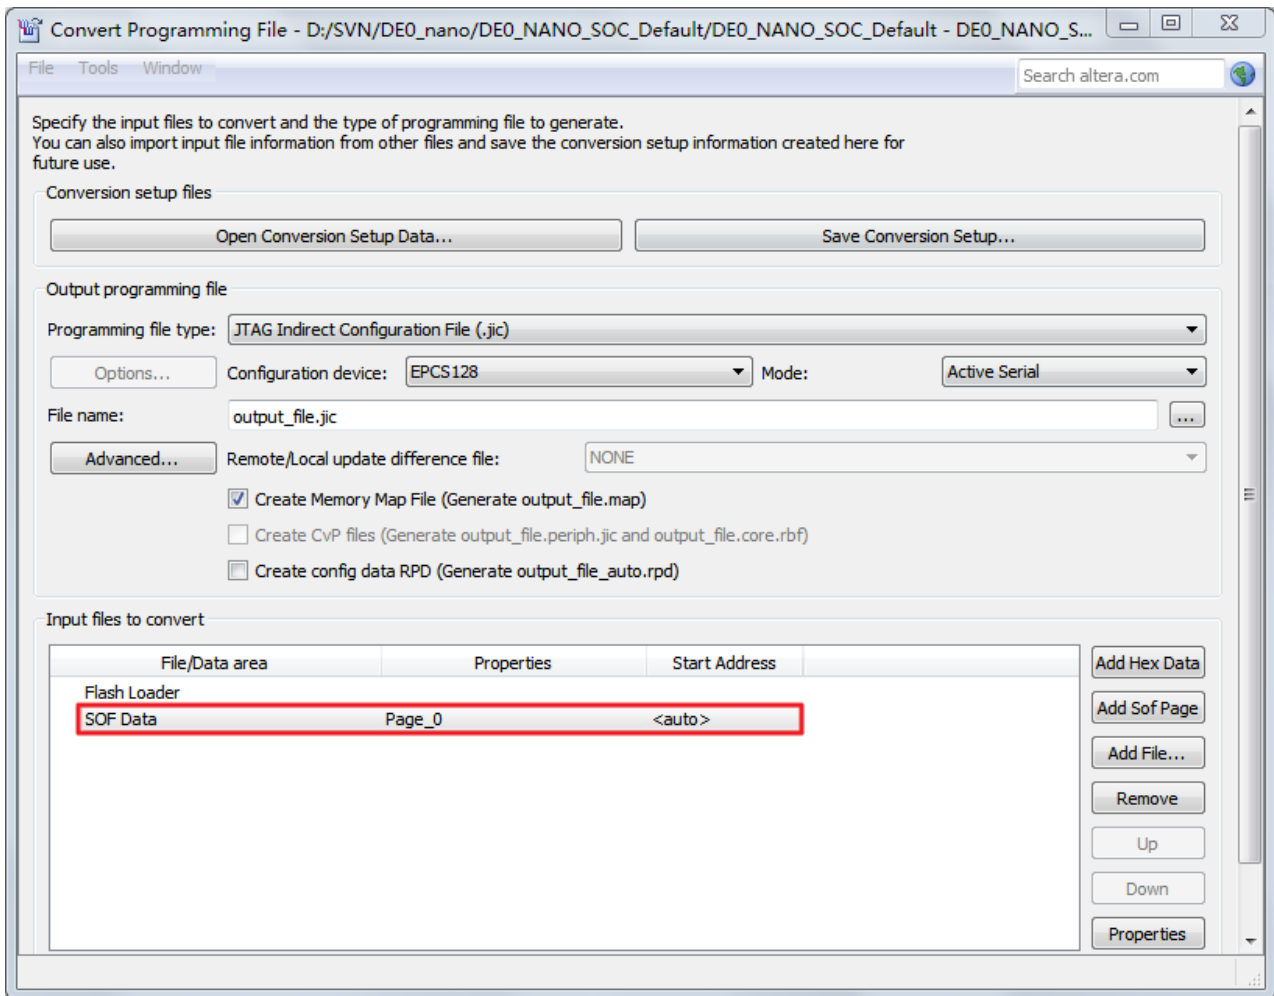 Convert Programming File - D:/SVN/DE0_nano/DE0_NANO_SOC_Default/DE0_NANO_SOC_Default - DE0_NANO_S...
File Tools Window
Search altera.com
Specify the input files to convert and the type of programming file to generate.
You can also import input file information from other files and save the conversion setup information created here for
future use.
Conversion setup files
Open Conversion Setup Data...
Save Conversion Setup...
Output programming file
Programming file type: JTAG Indirect Configuration File (.jic)
Options... Configuration device: EPCS128 Mode: Active Serial
File name: output_file.jic ...
Advanced... Remote/Local update difference file: NONE
Create Memory Map File (Generate output_file.map)
Create CvP files (Generate output_file.periph.jic and output_file.core.rbf)
Create config data RPD (Generate output_file_auto.rpd)
Input files to convert
File/Data area Properties Start Address
Flash Loader
SOF Data Page_0 <auto>
Add Hex Data
Add Sof Page
Add File...
Remove
Up
Down
Properties